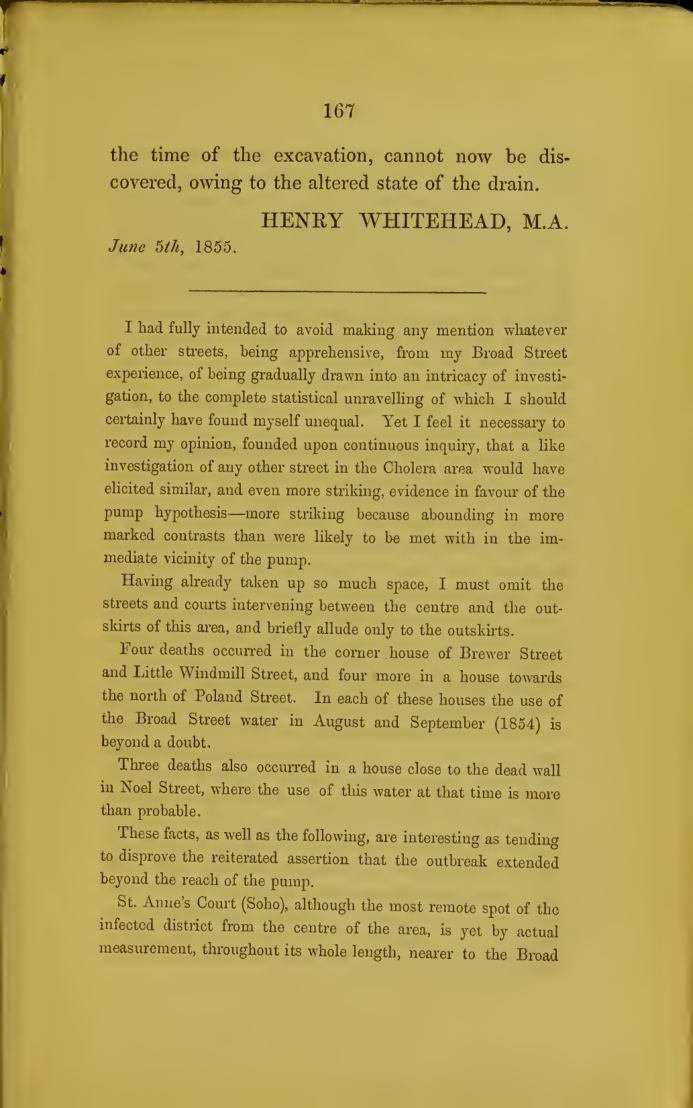 167
the time of the excavation, cannot now be dis-
covered, owing to the altered state of the drain.
HENRY WHITEHEAD, M.A.
June 5th, 1855.
I had fully intended to avoid making any mention whatever
of other streets, being apprehensive, from my Broad Street
experience, of being gradually drawn into an intricacy of investi-
gation, to the complete statistical unravelling of which I should
certainly have found myself unequal. Yet I feel it necessary to
record my opinion, founded upon continuous inquiry, that a like
investigation of any other street in the Cholera area would have
elicited similar, and even more striking, evidence in favour of the
pump hypothesis—more striking because abounding in more
marked contrasts than were likely to be met with in the im-
mediate vicinity of the pump.
Having already taken up so much space, I must omit the
streets and courts intervening between the centre and the out-
skirts of this area, and briefly allude only to the outskirts.
Four deaths occurred in the corner house of Brewer Street
and Little Windmill Street, and four more in a house towards
the north of Poland Street. In each of these houses the use of
the Broad Street water in August and September (1854) is
beyond a doubt.
Three deaths also occurred in a house close to the dead wall
in Noel Street, where the use of this water at that time is more
than probable.
These facts, as well as the following, are interesting as tending
to disprove the reiterated assertion that the outbreak extended
beyond the reach of the pump.
St. Anne's Court (Soho), although the most remote spot of the
infected district from the centre of the area, is yet by actual
measurement, throughout its whole length, nearer to the Broad